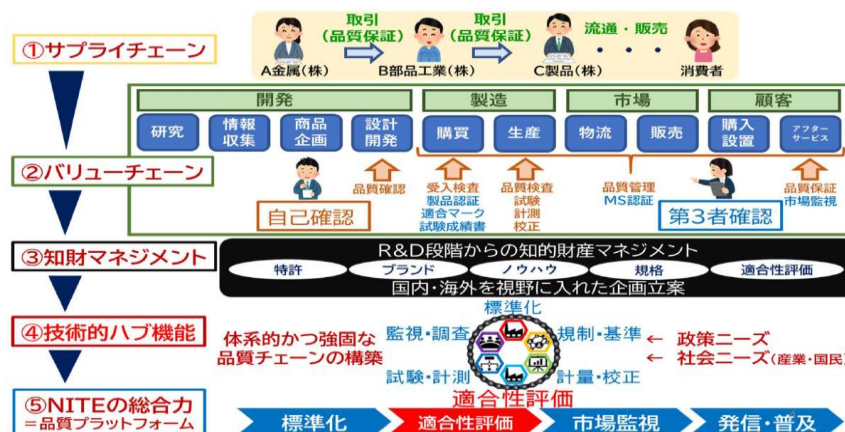 ①サプライチェーン
取引
(品質保証)
取引
(品質保証)
流通・販売
・・・
A金属(株)
B部品工業(株)
C製品(株)
消費者
開発
製造
市場
顧客
研究
情報
収集
商品
企画
設計
開発
購買
生産
物流
販売
購入
設置
アフター
サービス
②バリューチェーン
自己確認
品質確認
受入検査
製品認証
適合マーク
試験成績書
品質検査
試験
計測
校正
品質管理
MS認証
第3者確認
品質保証
市場監視
③知財マネジメント
R&D段階からの知的財産マネジメント
特許
ブランド
ノウハウ
規格
適合性評価
国内・海外を視野に入れた企画立案
④技術的ハブ機能
体系的かつ強固な
品質チェーンの構築
標準化
監視・調査
規制・基準
試験・計測
計量・校正
適合性評価
← 政策ニーズ
← 社会ニーズ(産業・国民)
⑤NITEの総合力
=品質プラットフォーム
標準化
適合性評価
市場監視
発信・普及